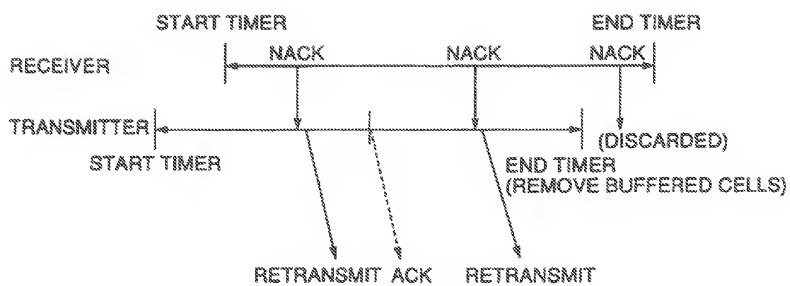 START TIMER
END TIMER
NACK
NACK
NACK
RECEIVER
TRANSMITTER
(DISCARDED)
START TIMER
END TIMER
(REMOVE BUFFERED CELLS)
RETRANSMIT
ACK
RETRANSMIT